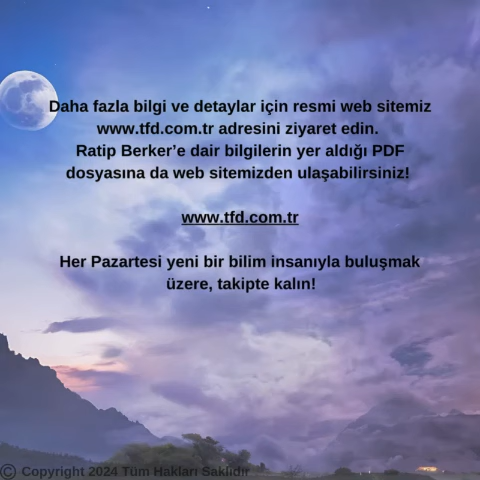 Daha fazla bilgi ve detaylar için resmi web sitemiz
www.tfd.com.tr adresini ziyaret edin.
Ratip Berker’e dair bilgilerin yer aldığı PDF
dosyasına da web sitemizden ulaşabilirsiniz!
www.tfd.com.tr
Her Pazartesi yeni bir bilim insanıyla buluşmak
üzere, takipte kalın!
© Copyright 2024 Tüm Hakları Saklıdır